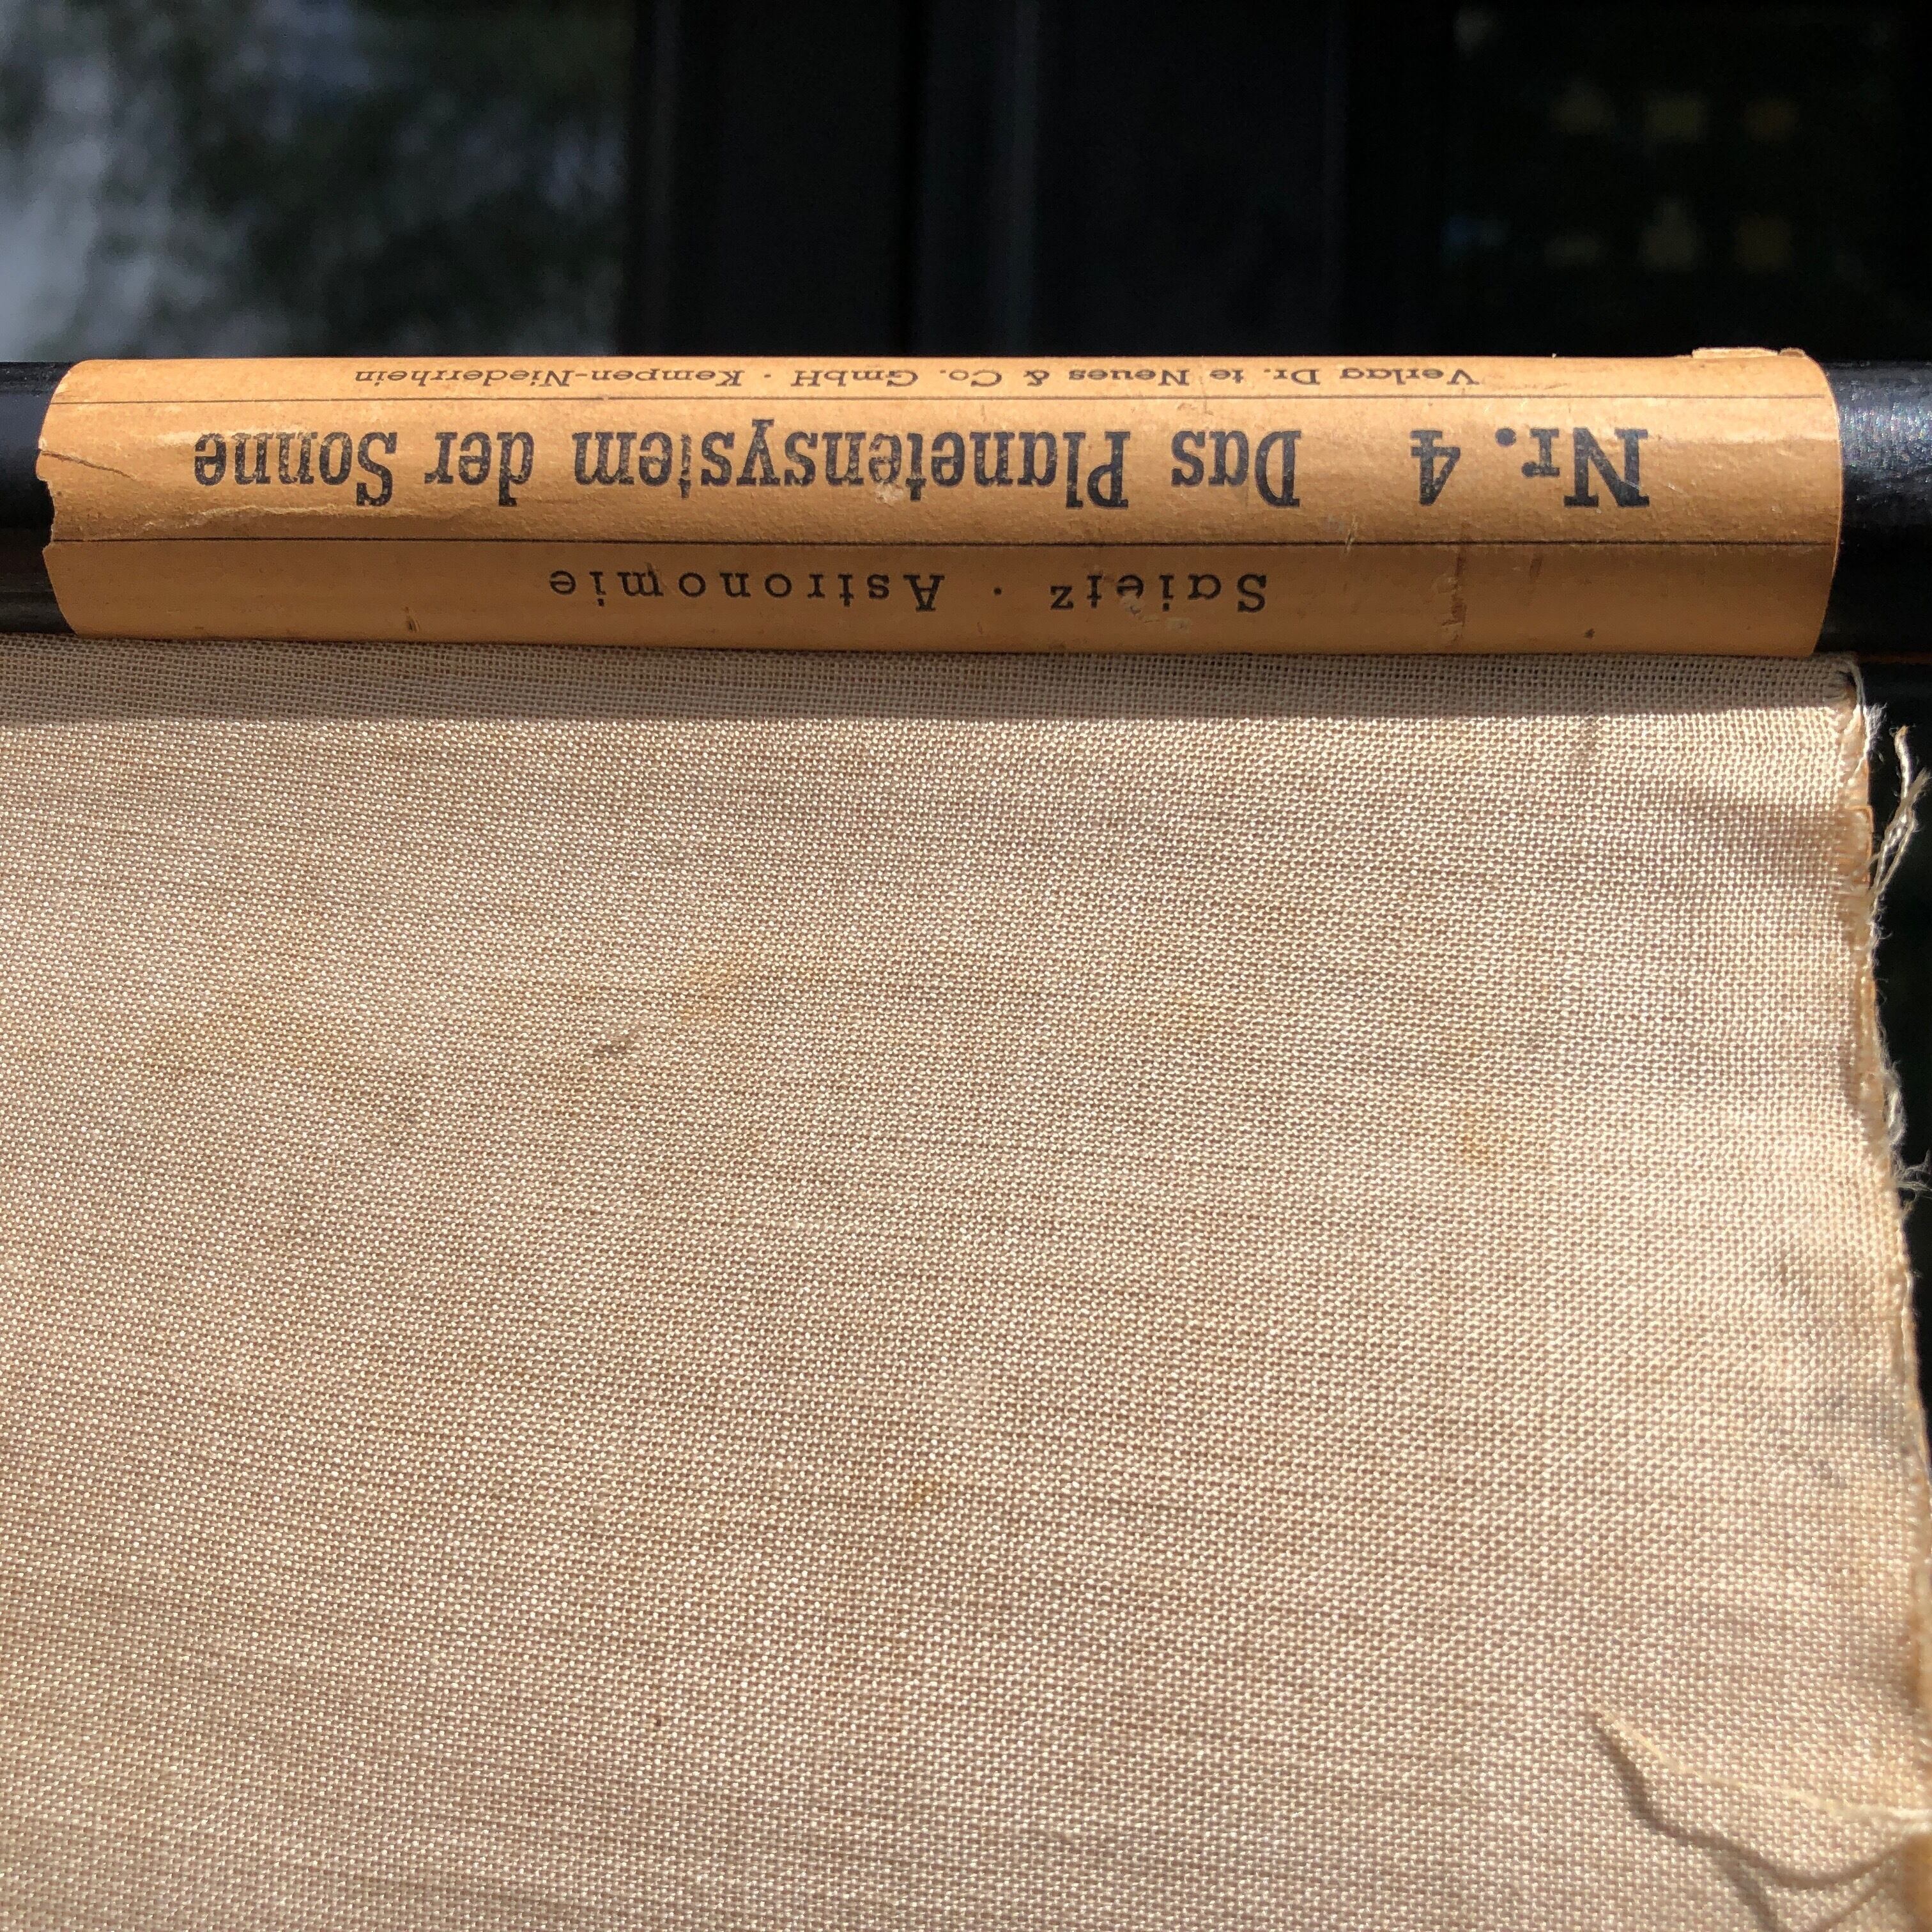 Saietz · Astronomie
Nr. 4 Das Planetensystem der Sonne
Verlag Dr. te Neues & Co. GmbH · Kempen-Niederrhein